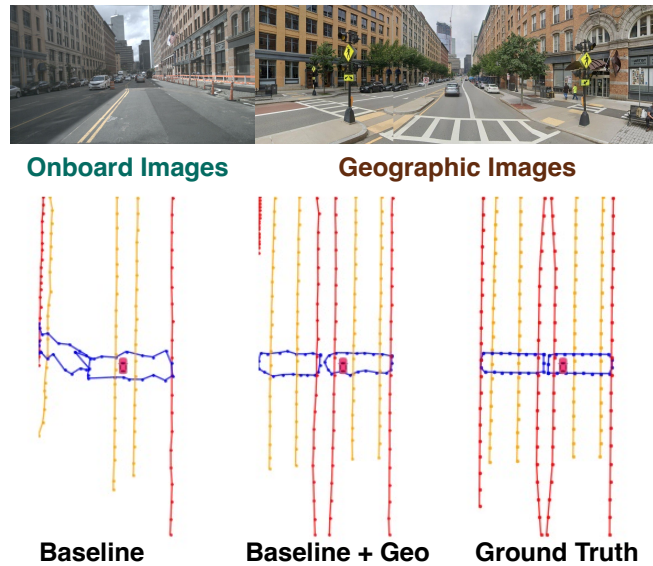 Onboard Images
Geographic Images
Baseline
Baseline + Geo
Ground Truth